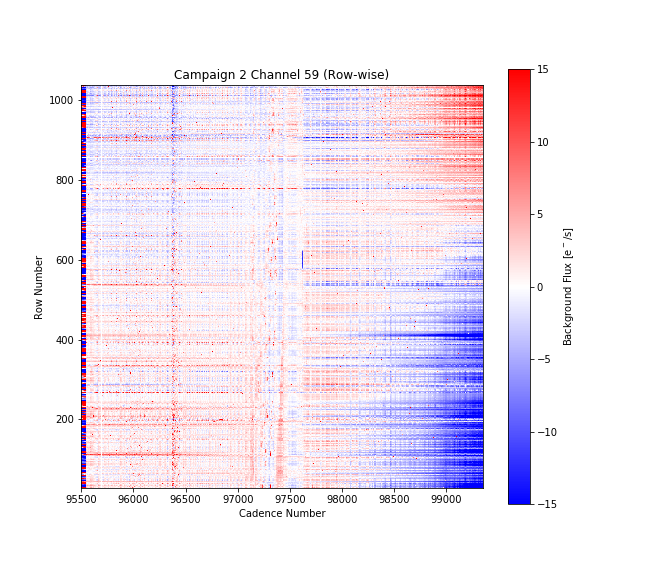 Campaign 2 Channel 59 (Row-wise)
1000
800
600
400
200
Row Number
95500 96000 96500 97000 97500 98000 98500 99000
Cadence Number
15
10
5
0
−5
−10
−15
Background Flux [e⁻/s]